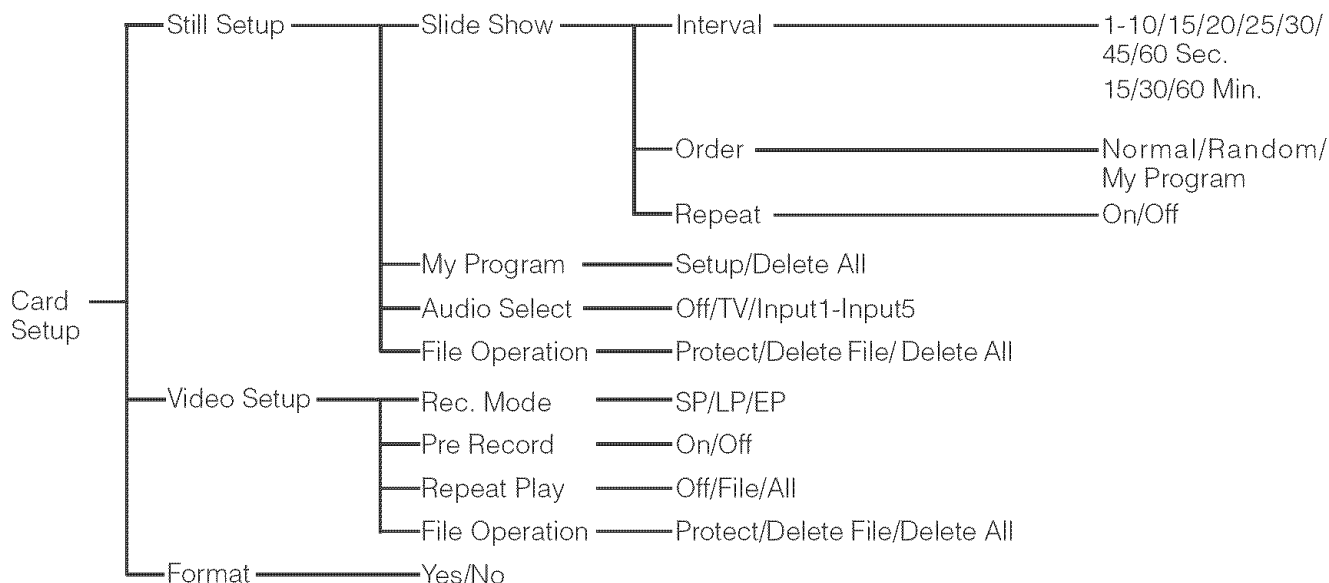 Still Setup Slide Show Interval 1-10/15/20/25/30/
45/60 Sec.
15/30/60 Min.
Order Normal/Random/
My Program
Repeat On/Off
My Program Setup/Delete All
Card
Setup
Audio Select Off/TV/Input1-Input5
File Operation Protect/Delete File/ Delete All
Video Setup Rec. Mode SP/LP/EP
Pre Record On/Off
Repeat Play Off/File/All
File Operation Protect/Delete File/Delete All
Format Yes/No